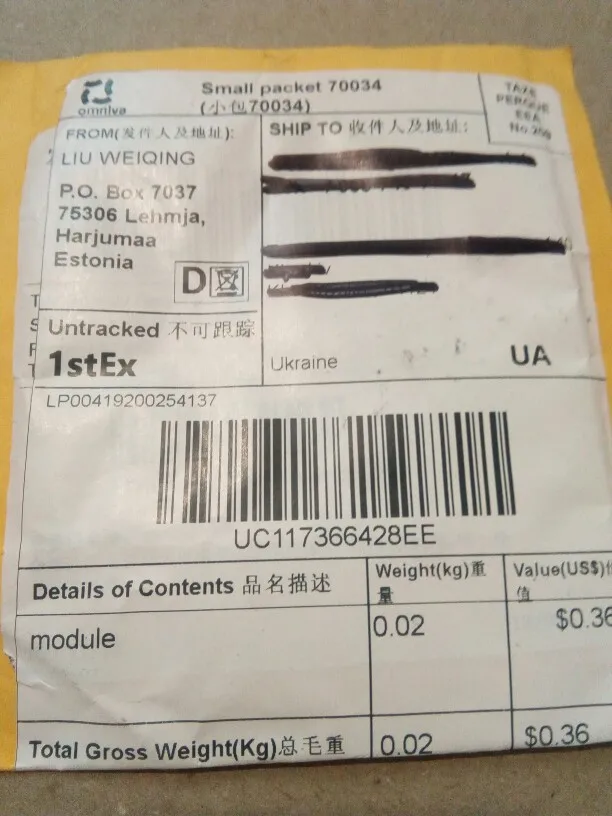 omniva
Small packet 70034
(小包70034)
TAXE
PERÇUE
EEA
No.
FROM(发件人及地址):
LIU WEIQING
P.O. Box 7037
75306 Lehmja,
Harjumaa
Estonia
D
SHIP TO 收件人及地址:
Untracked 不可跟踪
1stEx
Ukraine
UA
LP00419200254137
UC117366428EE
Details of Contents 品名描述
Weight(kg)重
量
Value(US$)价
值
module
0.02
$0.36
Total Gross Weight(Kg)总毛重
0.02
$0.36